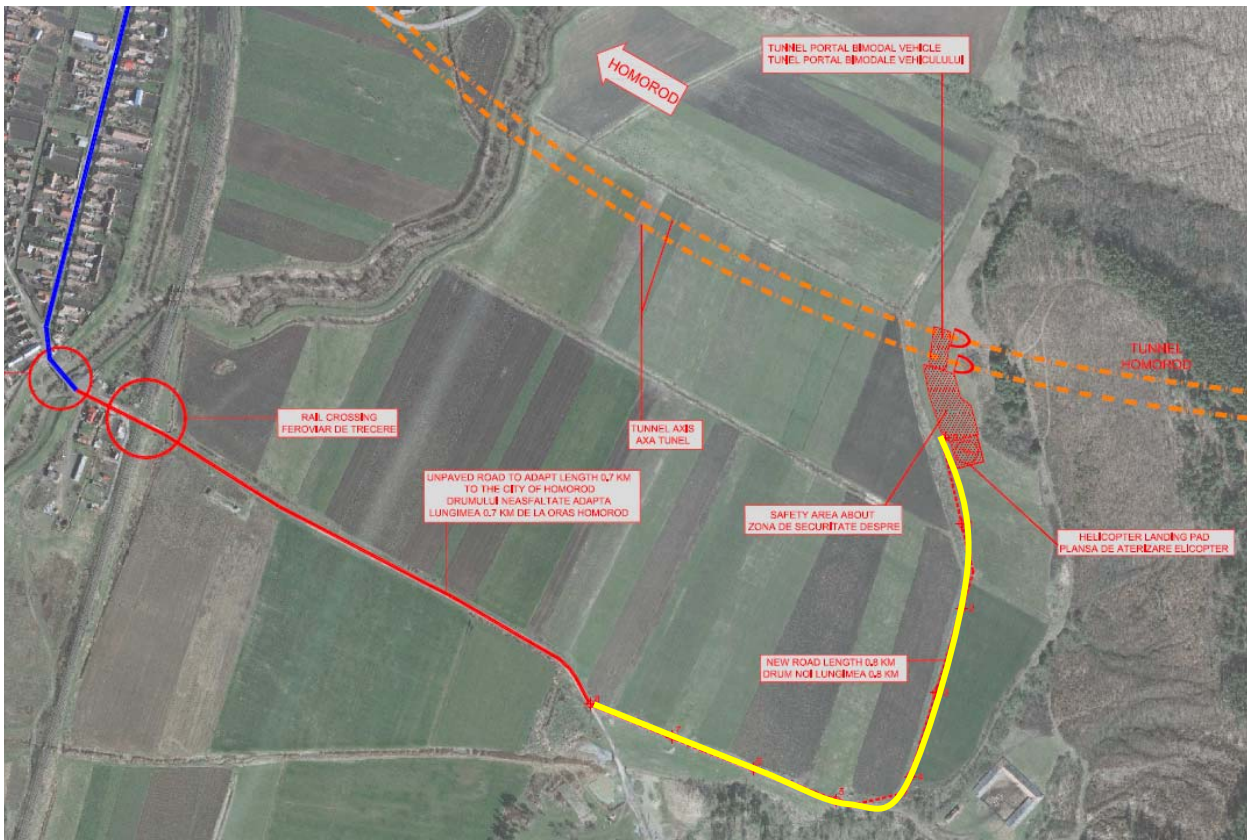 TUNNEL PORTAL BIMODAL VEHICLE
TUNEL PORTAL BIMODALE VEHICULULUI
HOMOROD
TUNNEL
HOMOROD
RAIL CROSSING
FEROVIAR DE TRECERE
TUNNEL AXIS
AXA TUNEL
UNPAVED ROAD TO ADAPT LENGTH 0.7 KM
TO THE CITY OF HOMOROD
DRUMULUI NEASFALTATE ADAPTA
LUNGIMEA 0.7 KM DE LA ORAS HOMOROD
SAFETY AREA ABOUT
ZONA DE SECURITATE DESPRE
HELICOPTER LANDING PAD
PLANSA DE ATERIZARE ELICOPTER
NEW ROAD LENGTH 0.8 KM
DRUM NOI LUNGIMEA 0.8 KM